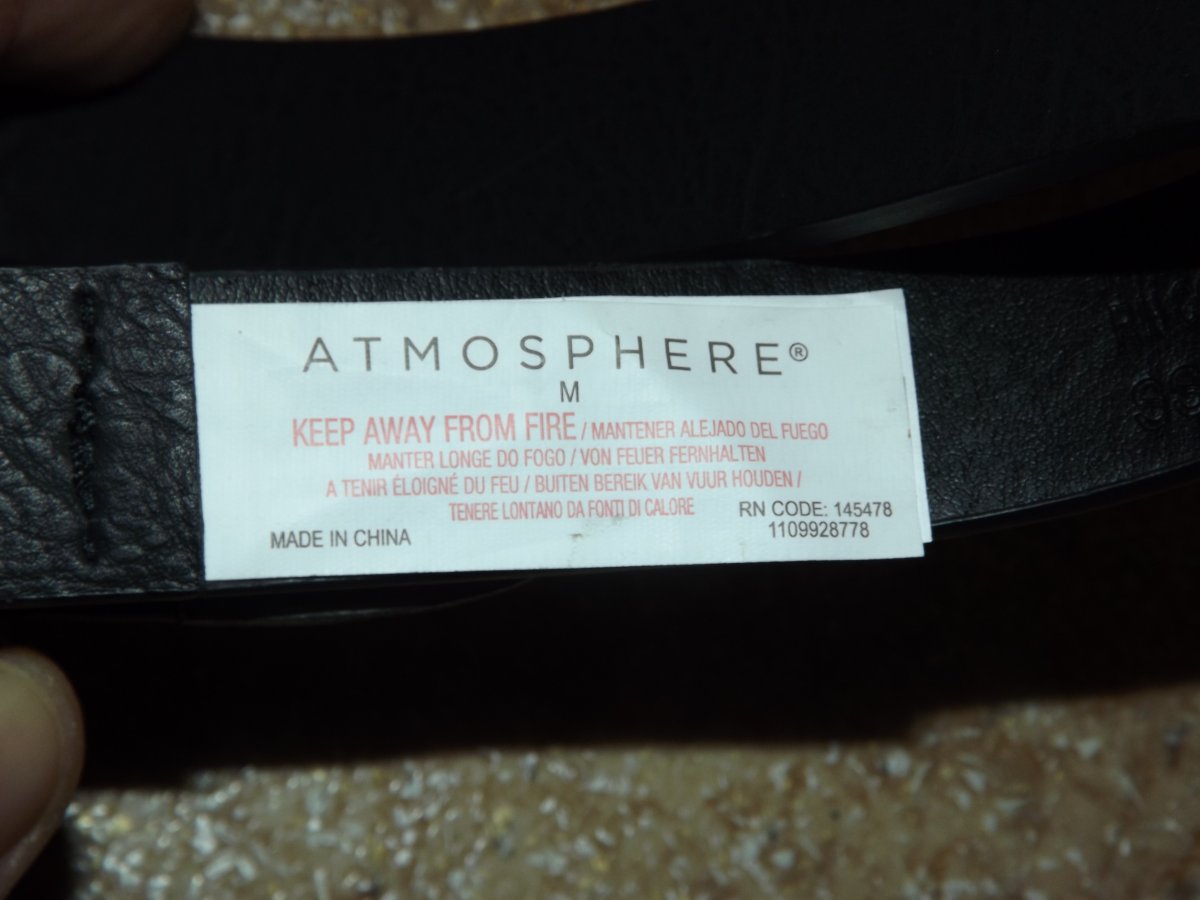 ATMOSPHERE®
M
KEEP AWAY FROM FIRE / MANTENER ALEJADO DEL FUEGO
MANTER LONGE DO FOGO / VON FEUER FERNHALTEN
A TENIR ÉLOIGNÉ DU FEU / BUITEN BEREIK VAN VUUR HOUDEN /
TENERE LONTANO DA FONTI DI CALORE
RN CODE: 145478
1109928778
MADE IN CHINA